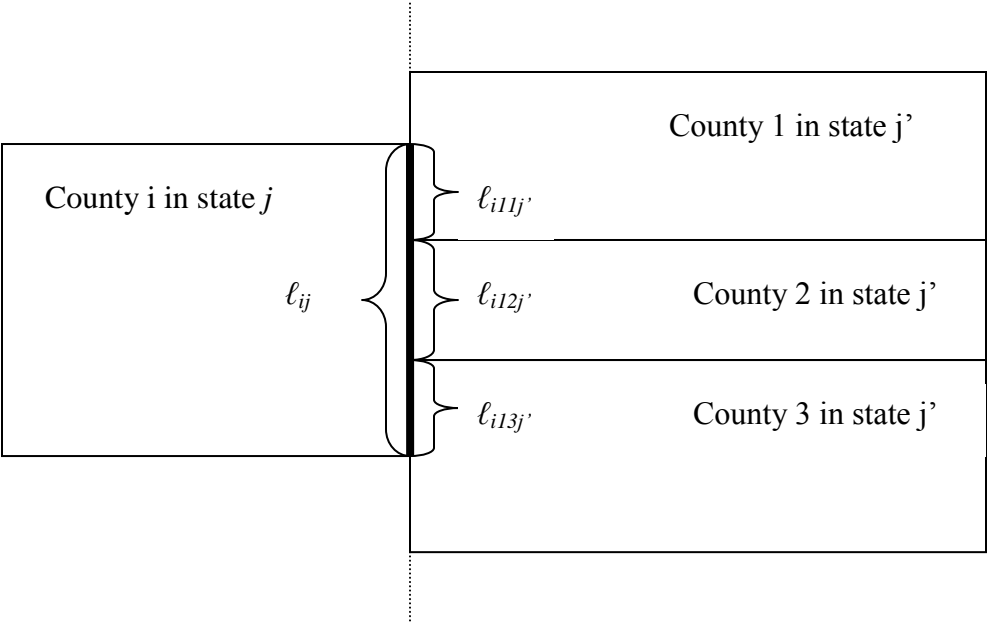 County 1 in state j’
County i in state j
ℓi11j’
ℓij
ℓi12j’
County 2 in state j’
ℓi13j’
County 3 in state j’